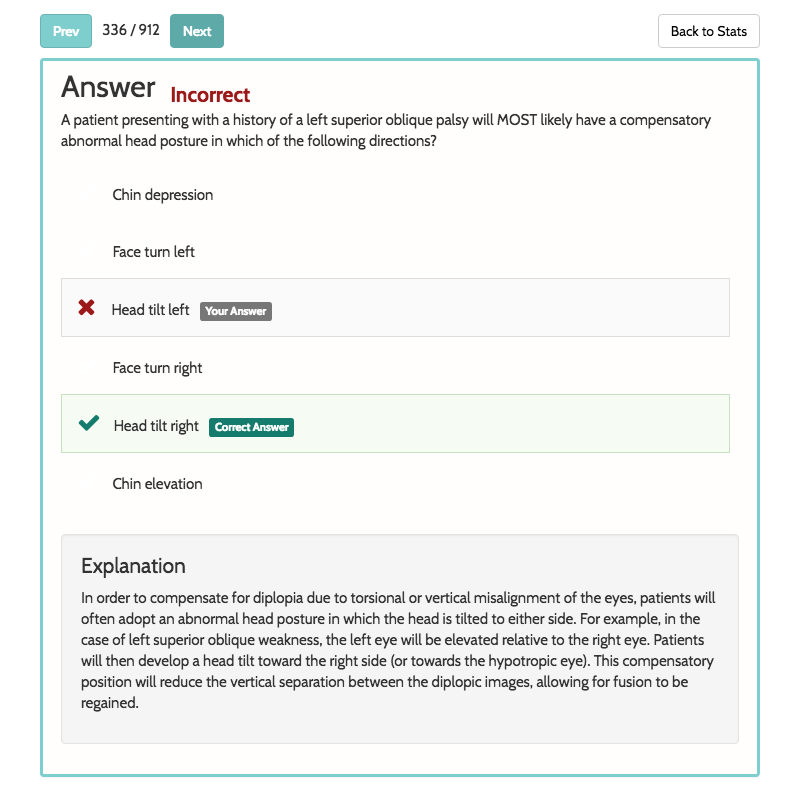 Prev 336 / 912 Next Back to Stats
Answer Incorrect
A patient presenting with a history of a left superior oblique palsy will MOST likely have a compensatory
abnormal head posture in which of the following directions?
Chin depression
Face turn left
Head tilt left Your Answer
Face turn right
Head tilt right Correct Answer
Chin elevation
Explanation
In order to compensate for diplopia due to torsional or vertical misalignment of the eyes, patients will
often adopt an abnormal head posture in which the head is tilted to either side. For example, in the
case of left superior oblique weakness, the left eye will be elevated relative to the right eye. Patients
will then develop a head tilt toward the right side (or towards the hypotropic eye). This compensatory
position will reduce the vertical separation between the diplopic images, allowing for fusion to be
regained.